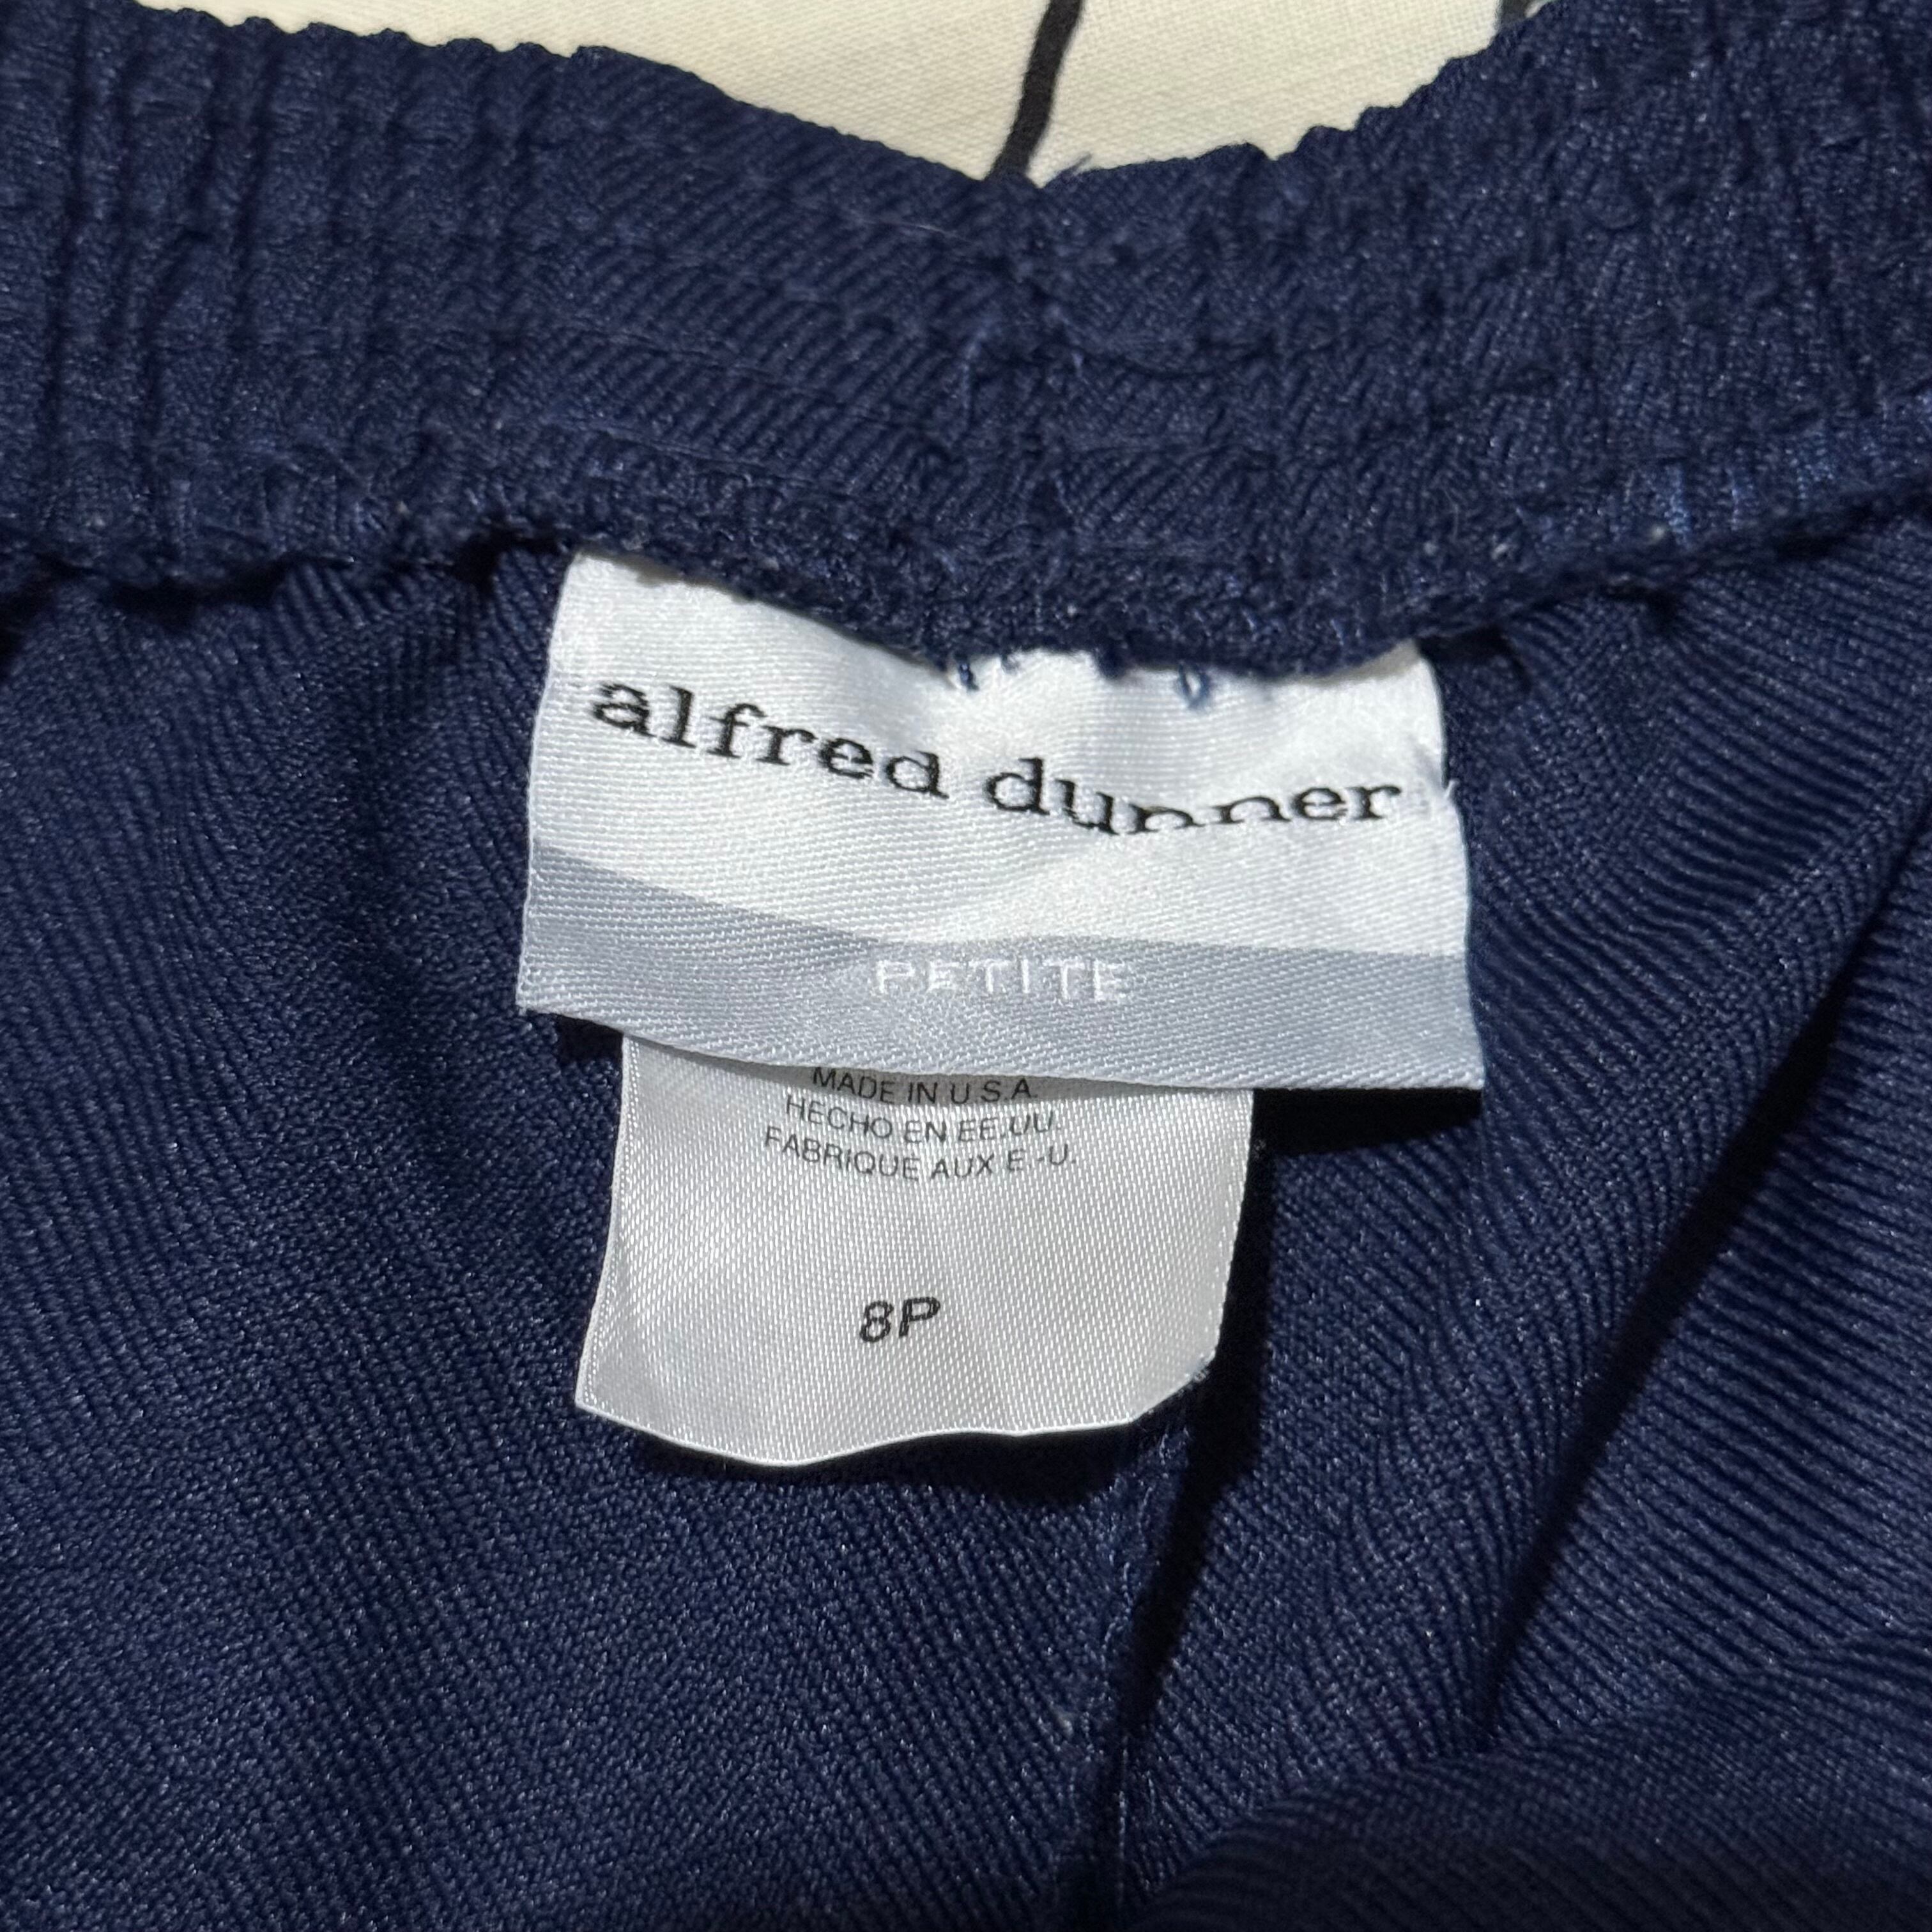 alfred dunner
PETITE
MADE IN U.S.A.
HECHO EN EE.UU.
FABRIQUE AUX E.-U.
8P